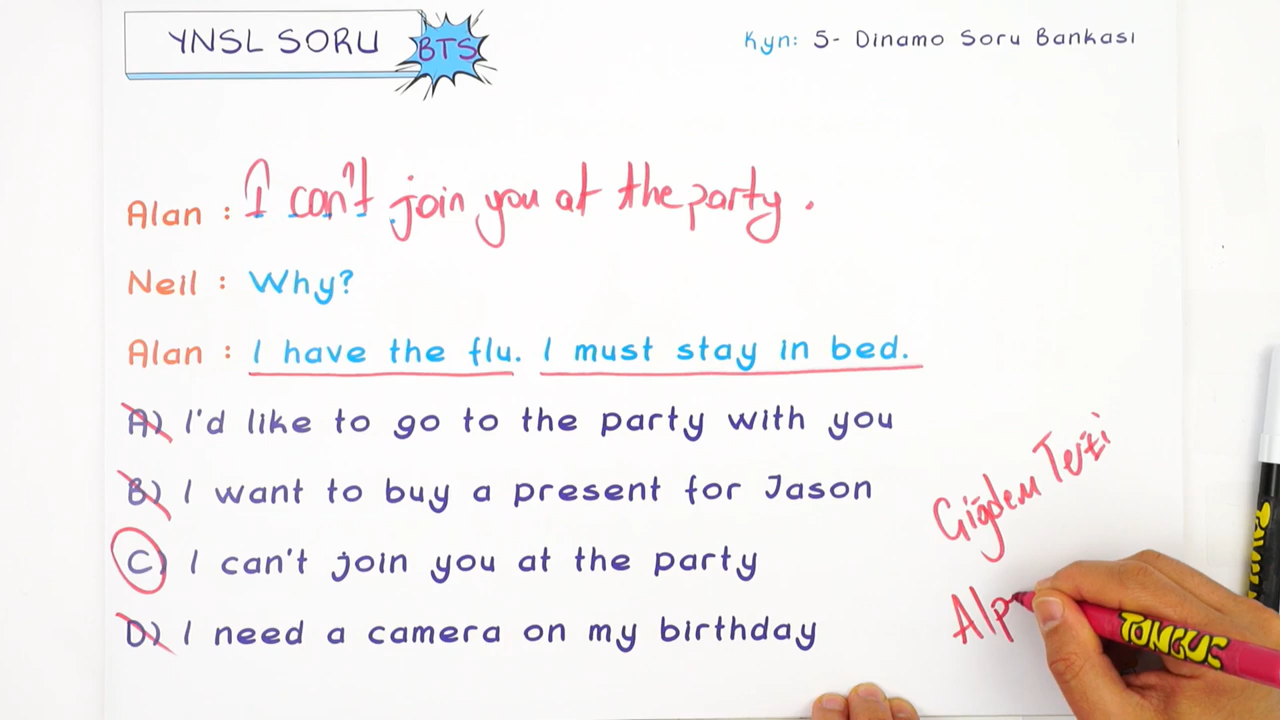 YNSL SORU
BTS
Kyn: 5- Dinamo Soru Bankası
Alan : I can't join you at the party.
Neil : Why?
Alan : I have the flu. I must stay in bed.
A) I'd like to go to the party with you
B) I want to buy a present for Jason
C) I can't join you at the party
D) I need a camera on my birthday
Çiğdem Terzi
Alp
TONGUÇ